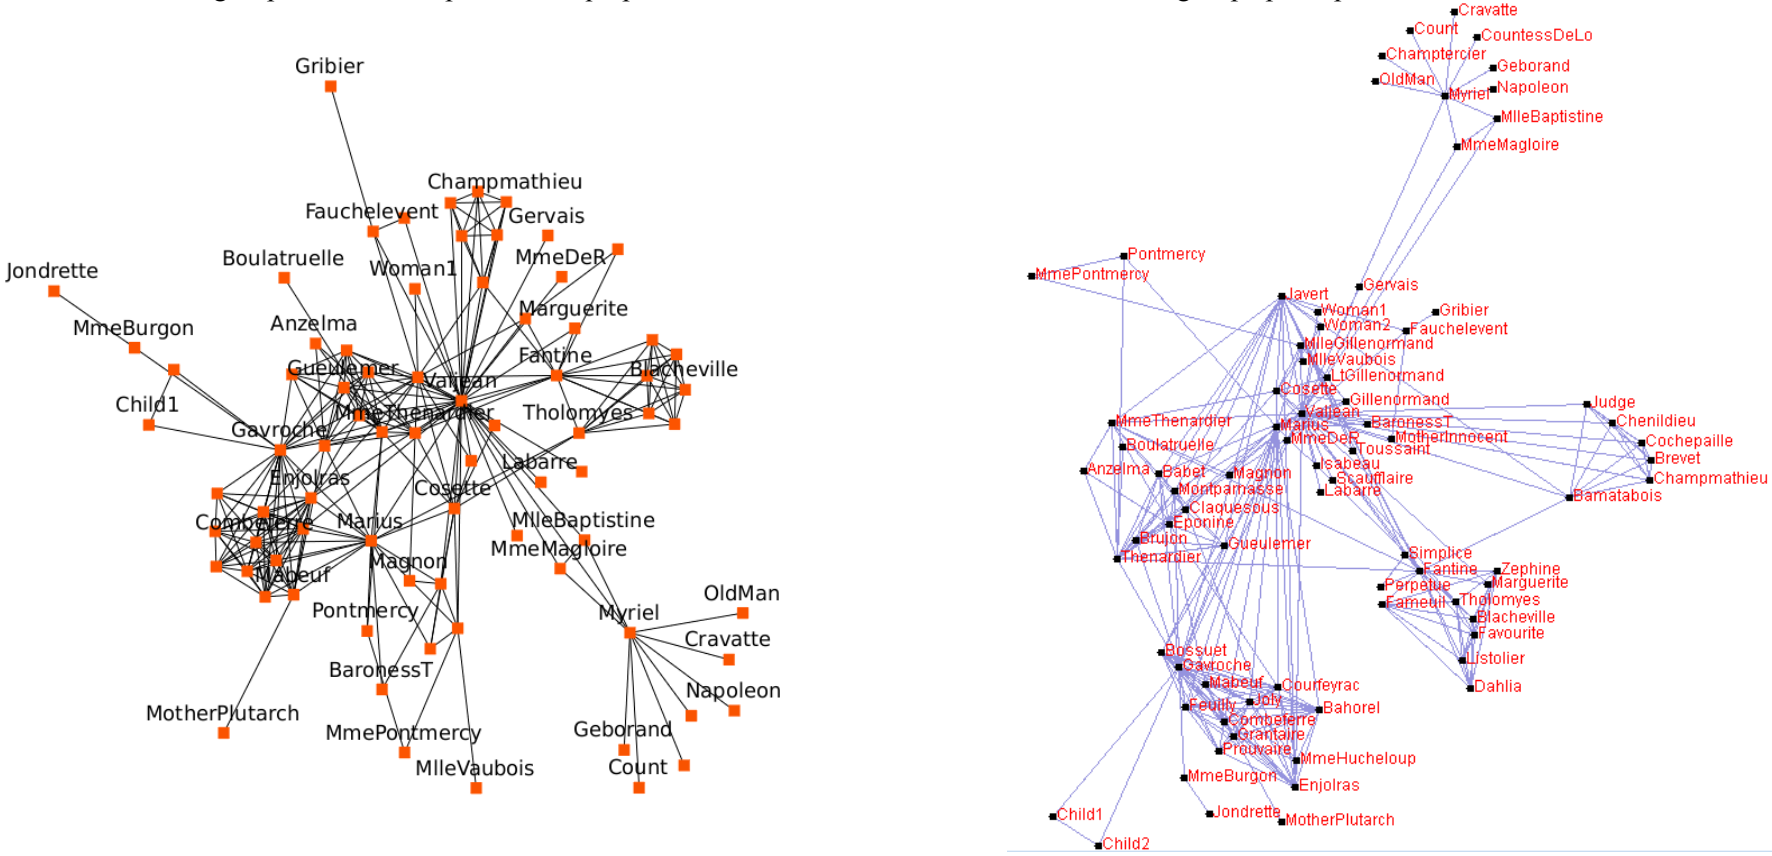 Gribier
Champmathieu
Fauchelevent
Gervais
Boulatruelle
MmeDeR
Woman1
Jondrette
Marguerite
Anzelma
MmeBurgon
Fantine
Gueulemer
Blacheville
Valjean
Child1
MmeThenardier
Tholomyes
Gavroche
Labarre
Enjolras
Cosette
Combeferre
Marius
MlleBaptistine
MmeMagloire
Magnon
Mabeuf
OldMan
Pontmercy
Myriel
Cravatte
BaronessT
Napoleon
MotherPlutarch
MmePontmercy
Geborand
MlleVaubois
Count
Cravatte
Count
CountessDeLo
Champtercier
Geborand
OldMan
Napoleon
Myriel
MlleBaptistine
MmeMagloire
Pontmercy
MmePontmercy
Gervais
Javert
Woman1
Gribier
Woman2
Fauchelevent
MlleGillenormand
MlleVaubois
LtGillenormand
Cosette
Gillenormand
Judge
Valjean
MmeThenardier
BaronessT
Chenildieu
Marius
MmeDeR
MotherInnocent
Cochepaille
Boulatruelle
Toussaint
Brevet
Anzelma
Babet
Magnon
Isabeau
Scaufflaire
Champmathieu
Montparnasse
Labarre
Bamatabois
Claquesous
Eponine
Brujon
Gueulemer
Thenardier
Simplice
Fantine
Zephine
Perpetue
Marguerite
Fameuil
Tholomyes
Blacheville
Favourite
Bossuet
Listolier
Gavroche
Mabeuf
Courfeyrac
Dahlia
Feuilly
Joly
Bahorel
Combeferre
Grantaire
Prouvaire
MmeHucheloup
MmeBurgon
Enjolras
Child1
Jondrette
MotherPlutarch
Child2